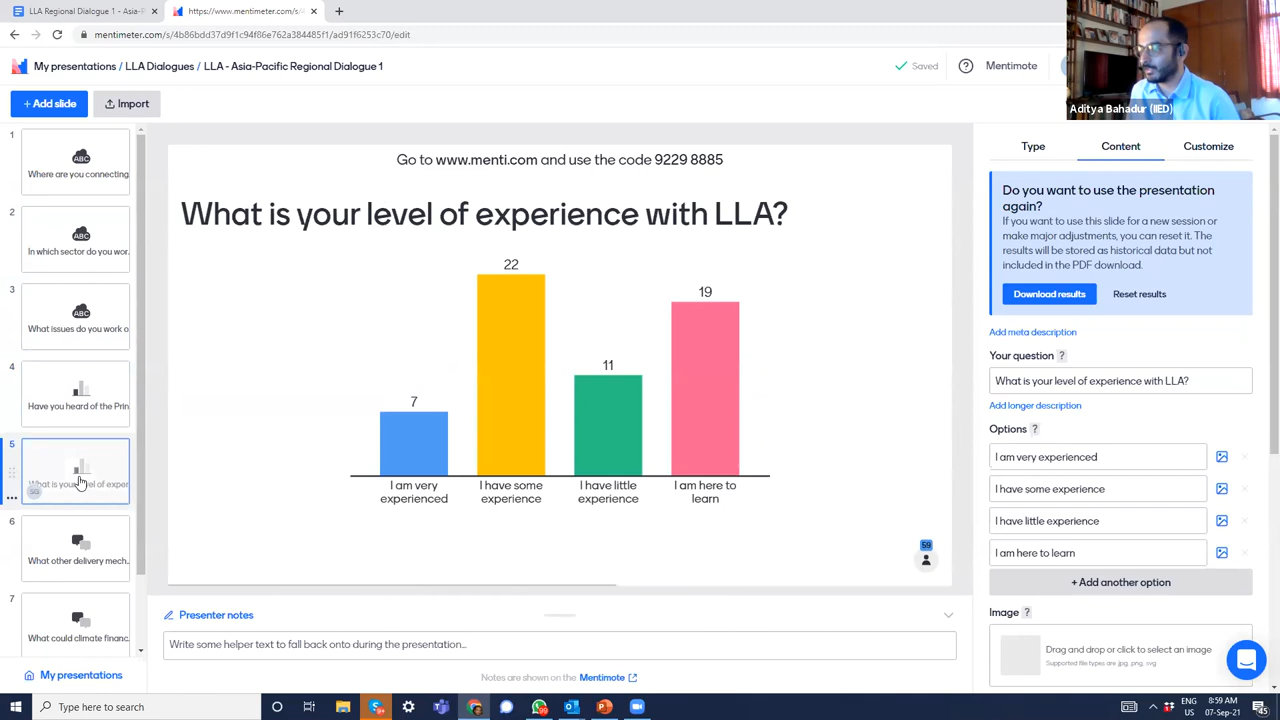 LLA Regional Dialogue 1 - Asia-P
https://www.mentimeter.com/s/4
mentimeter.com/s/4b86bdd37d9f1c94f86e762a384485f1/ad91f6253c70/edit
My presentations / LLA Dialogues / LLA - Asia-Pacific Regional Dialogue 1
Saved
Mentimote
Aditya Bahadur (IIED)
+ Add slide
Import
1
Where are you connecting
2
In which sector do you wor
3
What issues do you work o
4
Have you heard of the Prin
5
What is your level of exper
SG
6
What other delivery mech
7
What could climate financ
My presentations
Go to www.menti.com and use the code 9229 8885
What is your level of experience with LLA?
7
22
11
19
I am very experienced
I have some experience
I have little experience
I am here to learn
59
Presenter notes
Write some helper text to fall back onto during the presentation...
Notes are shown on the Mentimote
Type
Content
Customize
Do you want to use the presentation
again?
If you want to use this slide for a new session or
make major adjustments, you can reset it. The
results will be stored as historical data but not
included in the PDF download.
Download results
Reset results
Add meta description
Your question ?
What is your level of experience with LLA?
Add longer description
Options ?
I am very experienced
I have some experience
I have little experience
I am here to learn
+ Add another option
Image ?
Drag and drop or click to select an image
Supported file types are .jpg, .png, .svg.
Type here to search
ENG
US
8:59 AM
07-Sep-21
45